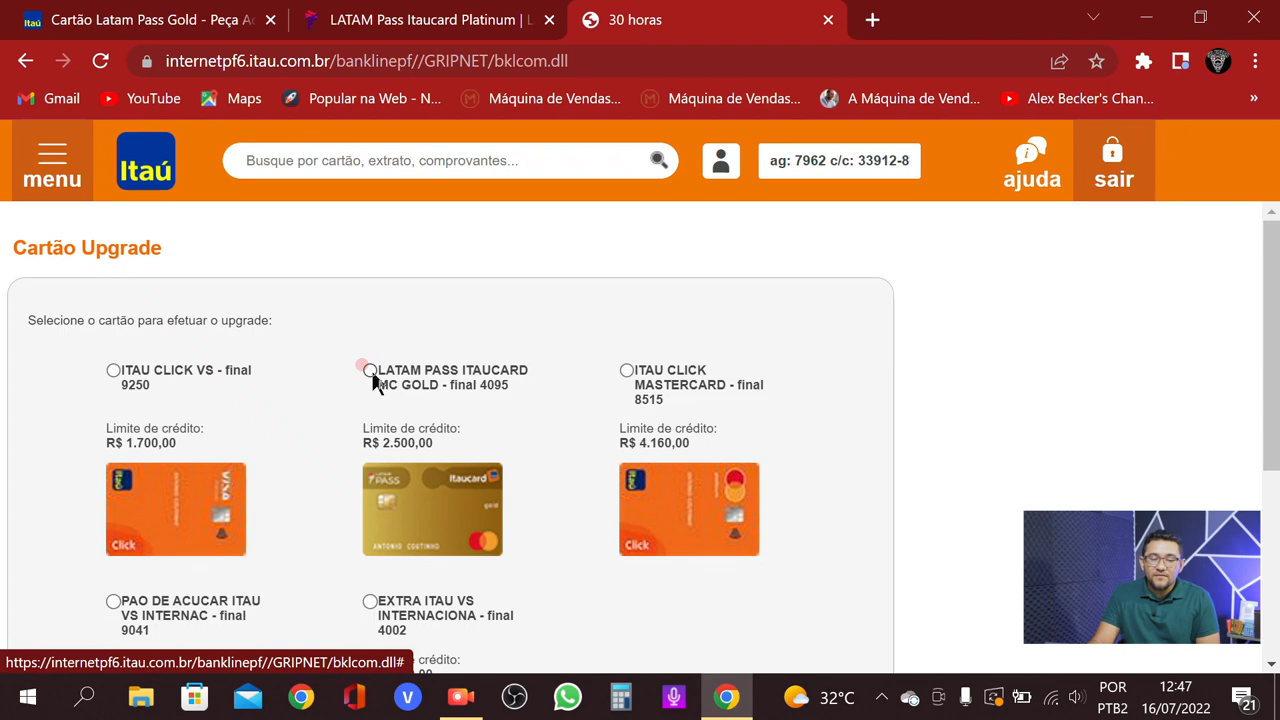 Cartão Latam Pass Gold - Peça Ac
LATAM Pass Itaucard Platinum | L
30 horas
internetpf6.itau.com.br/banklinepf//GRIPNET/bklcom.dll
Gmail
YouTube
Maps
Popular na Web - N...
Máquina de Vendas...
Máquina de Vendas...
A Máquina de Vend...
Alex Becker's Chan...
»
menu
Itaú
Busque por cartão, extrato, comprovantes...
ag: 7962 c/c: 33912-8
ajuda
sair
Cartão Upgrade
Selecione o cartão para efetuar o upgrade:
ITAU CLICK VS - final
9250
Limite de crédito:
R$ 1.700,00
VISA
Click
LATAM PASS ITAUCARD
MC GOLD - final 4095
Limite de crédito:
R$ 2.500,00
LATAM
PASS
Itaucard
gold
ANTONIO COUTINHO
ITAU CLICK
MASTERCARD - final
8515
Limite de crédito:
R$ 4.160,00
Click
PAO DE ACUCAR ITAU
VS INTERNAC - final
9041
EXTRA ITAU VS
INTERNACIONA - final
4002
e crédito:
https://internetpf6.itau.com.br/banklinepf//GRIPNET/bklcom.dll#
32°C
POR
PTB2
12:47
16/07/2022
21